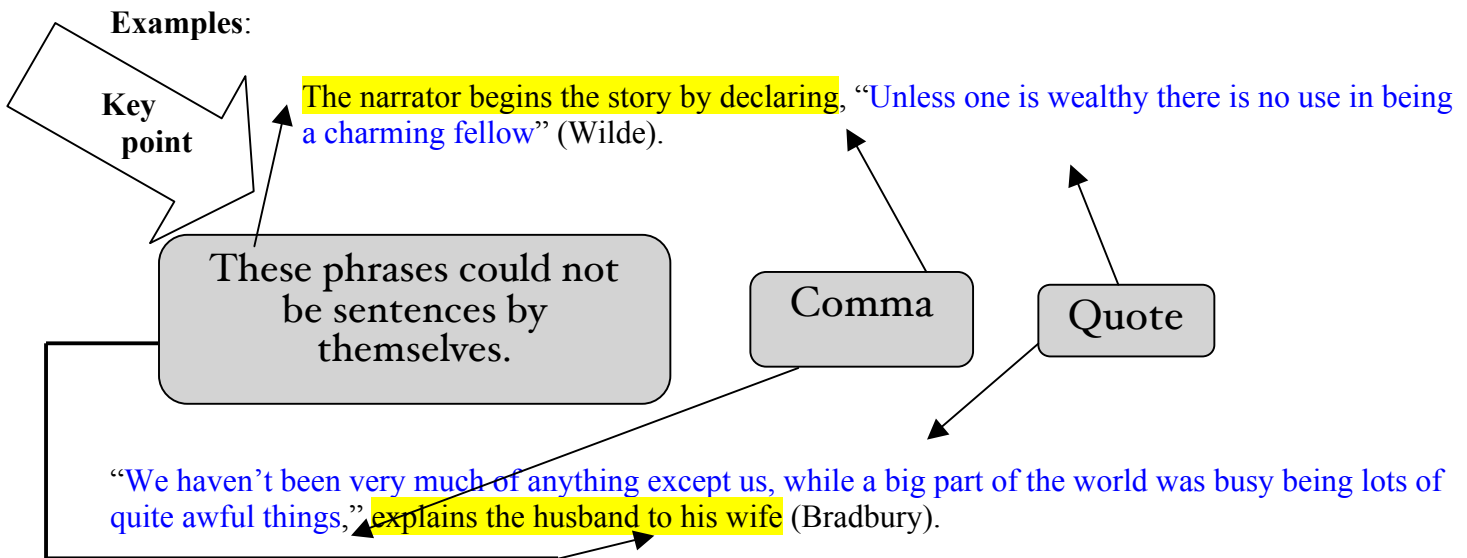 Examples:
Key
point
The narrator begins the story by declaring, “Unless one is wealthy there is no use in being
a charming fellow” (Wilde).
These phrases could not
be sentences by
themselves.
Comma
Quote
“We haven’t been very much of anything except us, while a big part of the world was busy being lots of
quite awful things,” explains the husband to his wife (Bradbury).